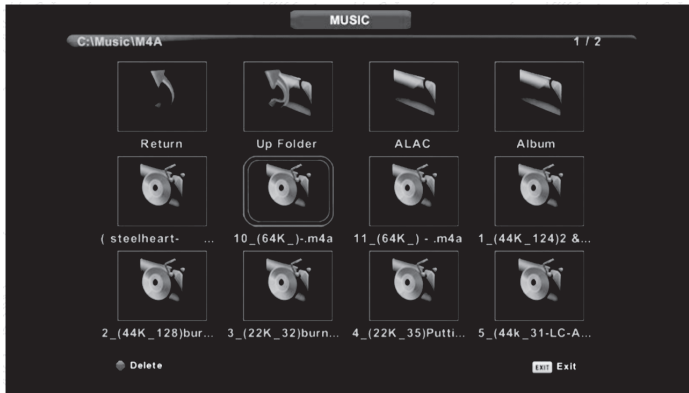 MUSIC
C:\Music\M4A 1 / 2
Return Up Folder ALAC Album
( steelheart- ... 10_(64K_)-.m4a 11_(64K_) - .m4a 1_(44K_124)2 &...
2_(44K_128)bur... 3_(22K_32)burn... 4_(22K_35)Putti... 5_(44k_31-LC-A...
Delete EXIT Exit